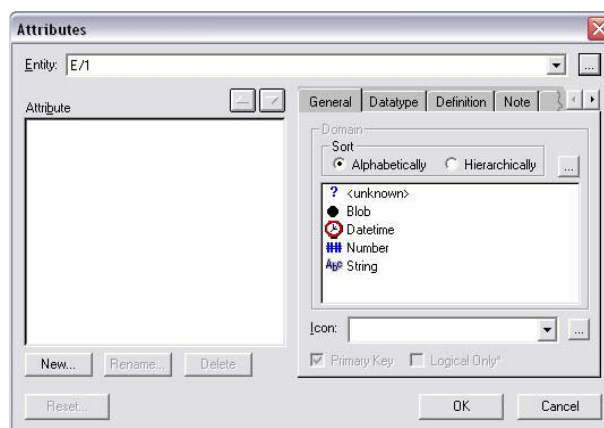 Attributes
Entity: E/1 ...
Attribute
General Datatype Definition Note
Domain
Sort
Alphabetically Hierarchically ...
? <unknown>
Blob
Datetime
Number
Abc String
Icon: ...
New... Rename... Delete
Primary Key Logical Only*
Reset... OK Cancel